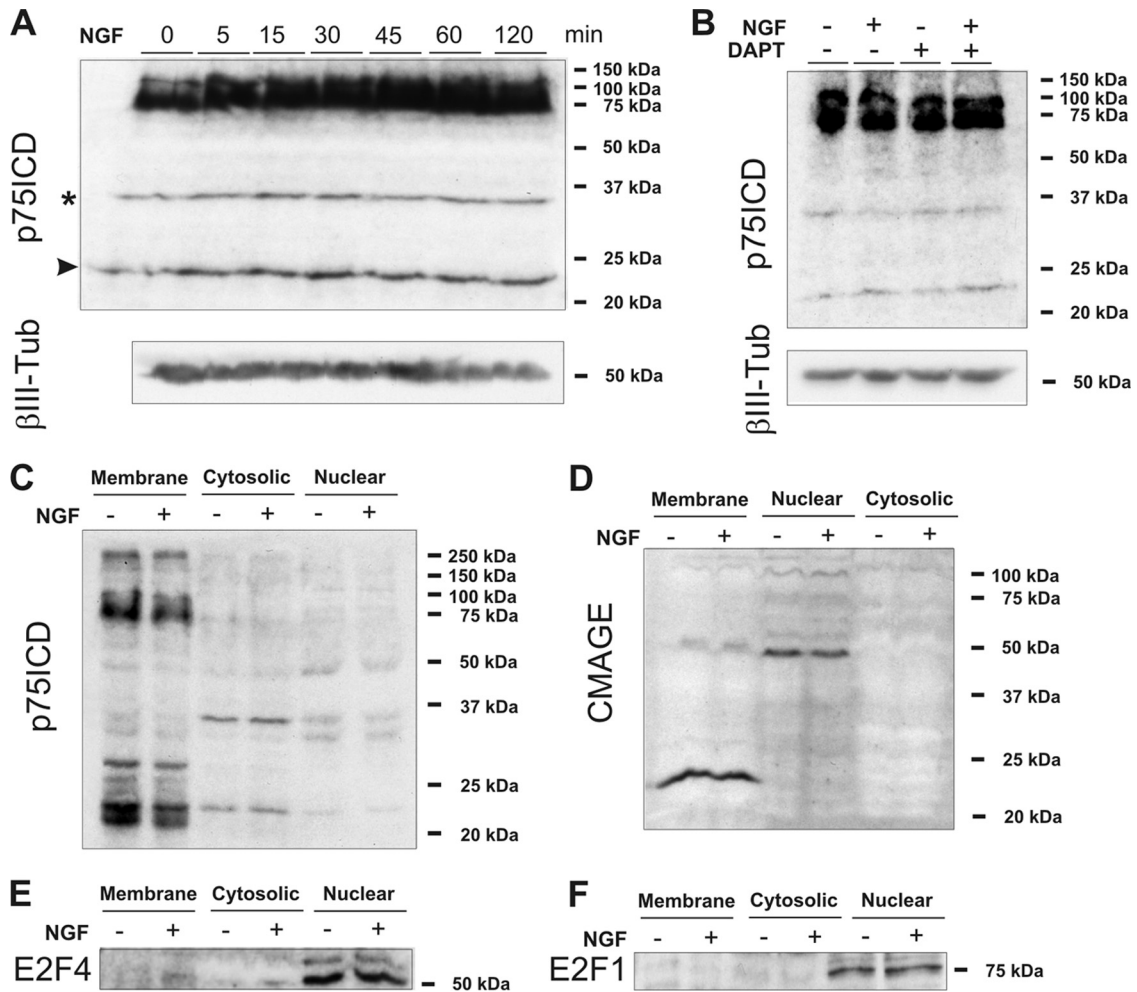 A
NGF 0 5 15 30 45 60 120 min
150 kDa
100 kDa
75 kDa
50 kDa
37 kDa
25 kDa
20 kDa
p75ICD
*
βIII-Tub
50 kDa
B
NGF - + - +
DAPT - - + +
150 kDa
100 kDa
75 kDa
50 kDa
37 kDa
25 kDa
20 kDa
p75ICD
βIII-Tub
50 kDa
C
Membrane Cytosolic Nuclear
NGF - + - + - +
250 kDa
150 kDa
100 kDa
75 kDa
50 kDa
37 kDa
25 kDa
20 kDa
p75ICD
D
Membrane Nuclear Cytosolic
NGF - + - + - +
100 kDa
75 kDa
50 kDa
37 kDa
25 kDa
20 kDa
CMAGE
E
Membrane Cytosolic Nuclear
NGF - + - + - +
E2F4 50 kDa
F
Membrane Cytosolic Nuclear
NGF - + - + - +
E2F1 75 kDa